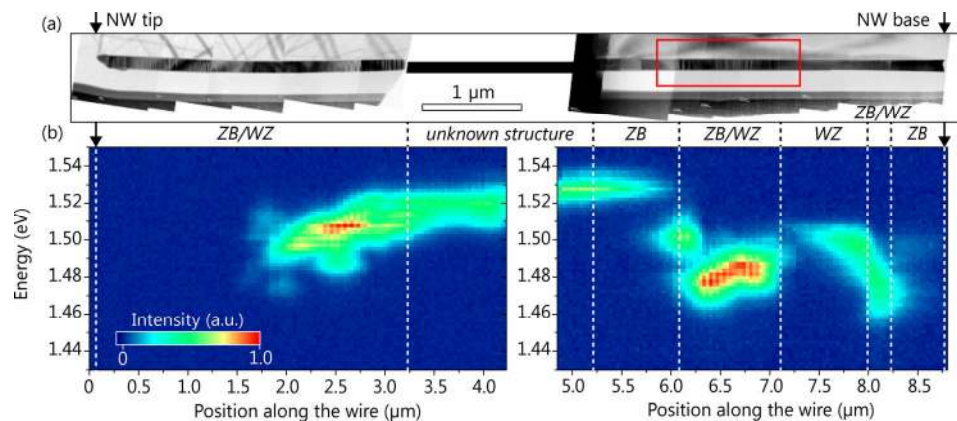 (a) NW tip NW base
1 µm
ZB/WZ
(b) ZB/WZ unknown structure ZB ZB/WZ WZ ZB
1.54 1.54
1.52 1.52
1.50 1.50
1.48 1.48
1.46 1.46
1.44 1.44
Energy (eV)
Intensity (a.u.)
0 1.0
0 0.5 1.0 1.5 2.0 2.5 3.0 3.5 4.0 5.0 5.5 6.0 6.5 7.0 7.5 8.0 8.5
Position along the wire (µm) Position along the wire (µm)